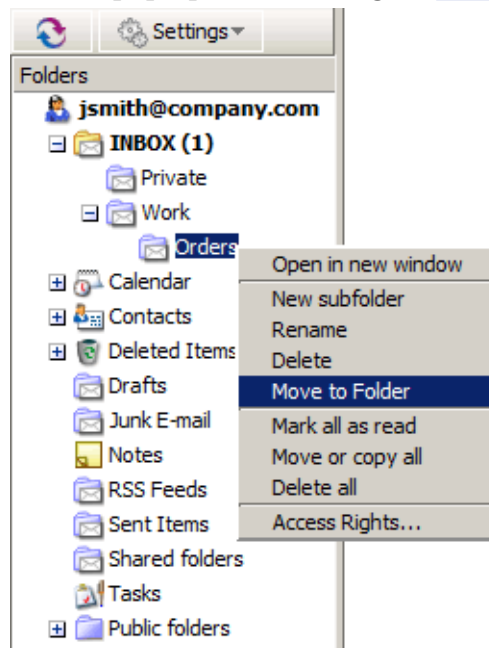 Settings
Folders
jsmith@company.com
INBOX (1)
Private
Work
Orders
Calendar
Contacts
Deleted Items
Drafts
Junk E-mail
Notes
RSS Feeds
Sent Items
Shared folders
Tasks
Public folders
Open in new window
New subfolder
Rename
Delete
Move to Folder
Mark all as read
Move or copy all
Delete all
Access Rights...